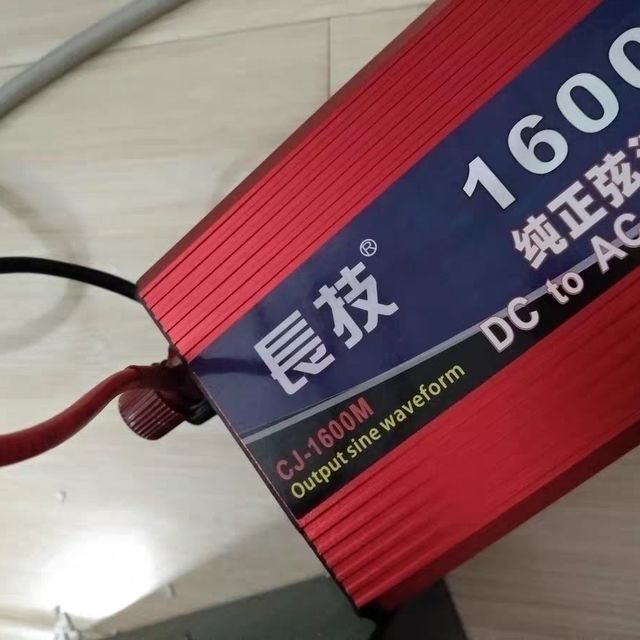 1600
纯正弦
DC to AC
長技®
CJ-1600M
Output sine waveform